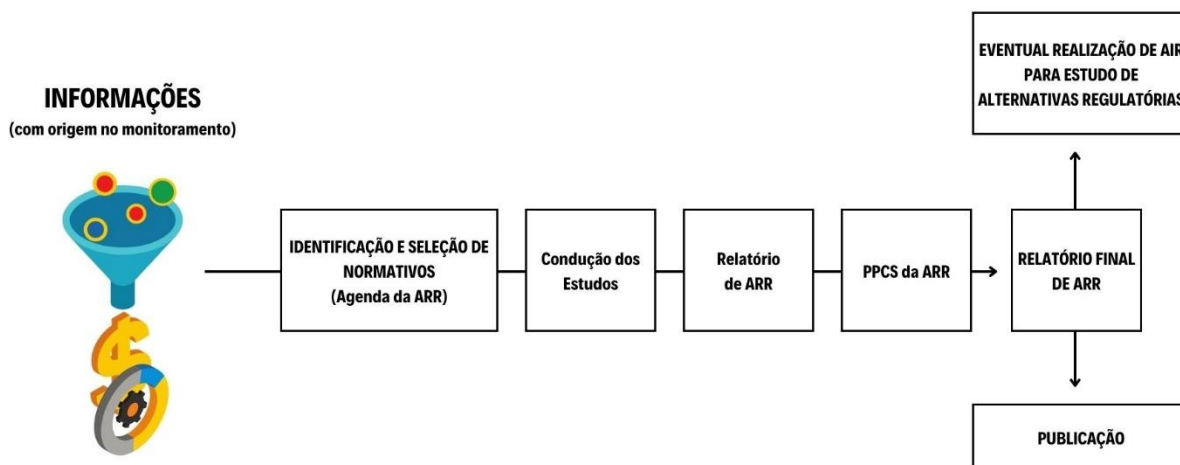 EVENTUAL REALIZAÇÃO DE AIR
PARA ESTUDO DE
ALTERNATIVAS REGULATÓRIAS
INFORMAÇÕES
(com origem no monitoramento)
IDENTIFICAÇÃO E SELEÇÃO DE
NORMATIVOS
(Agenda da ARR)
Condução dos
Estudos
Relatório
de ARR
PPCS da ARR
RELATÓRIO FINAL
DE ARR
PUBLICAÇÃO